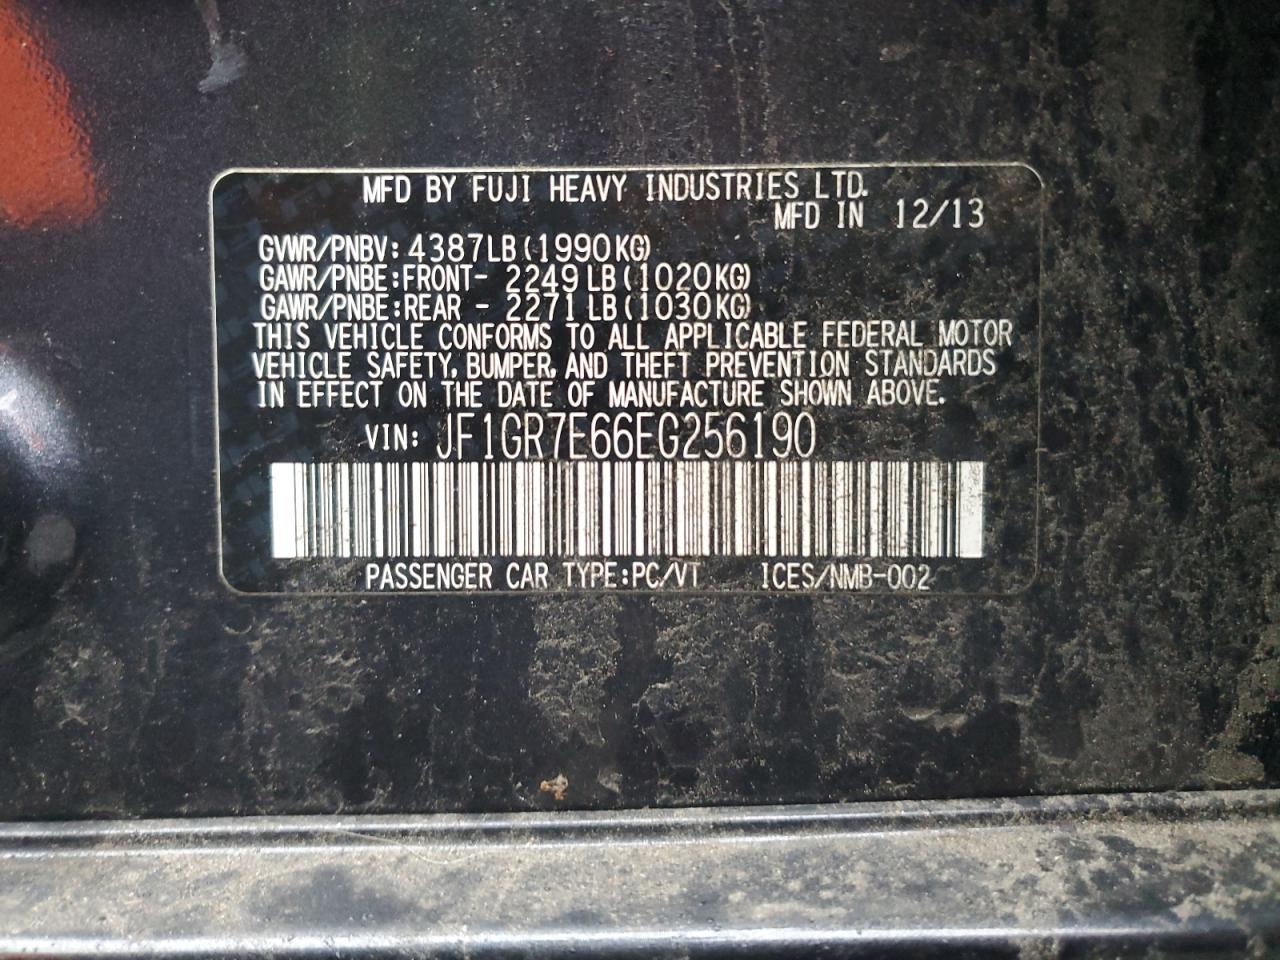 MFD BY FUJI HEAVY INDUSTRIES LTD.
MFD IN 12/13
GVWR/PNBV: 4387LB(1990KG)
GAWR/PNBE:FRONT- 2249LB(1020KG)
GAWR/PNBE:REAR - 2271LB(1030KG)
THIS VEHICLE CONFORMS TO ALL APPLICABLE FEDERAL MOTOR
VEHICLE SAFETY, BUMPER, AND THEFT PREVENTION STANDARDS
IN EFFECT ON THE DATE OF MANUFACTURE SHOWN ABOVE.
VIN: JF1GR7E66EG256190
PASSENGER CAR TYPE:PC/VT ICES/NMB-002